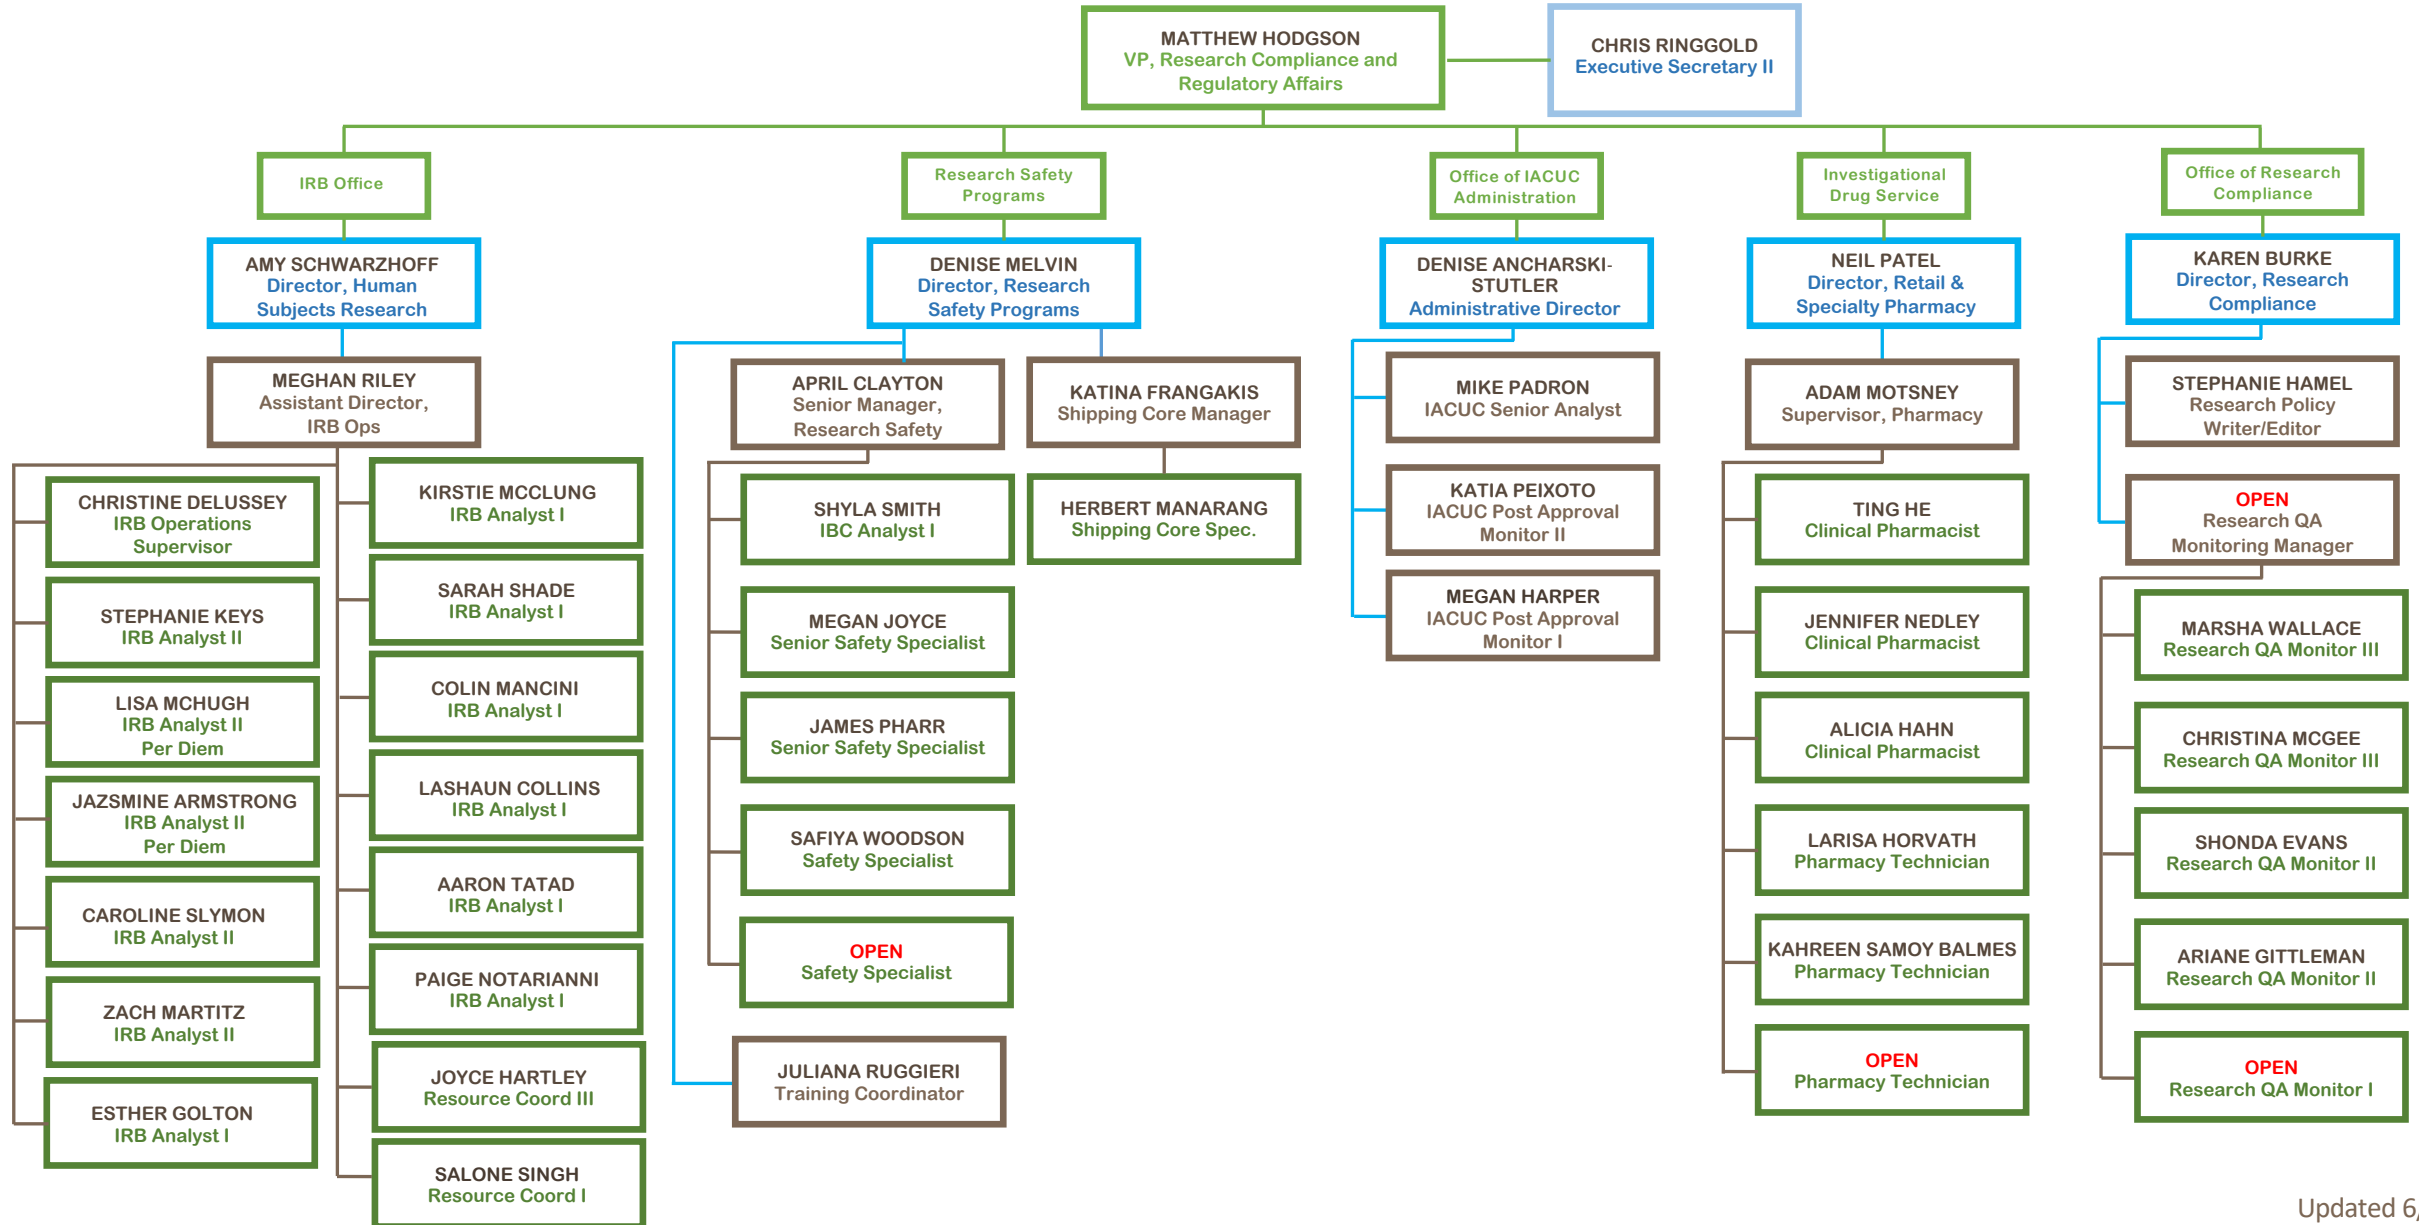 MATTHEW HODGSON
VP, Research Compliance and
Regulatory Affairs
CHRIS RINGGOLD
Executive Secretary II
IRB Office
Research Safety
Programs
Office of IACUC
Administration
Investigational
Drug Service
Office of Research
Compliance
AMY SCHWARZHOFF
Director, Human
Subjects Research
DENISE MELVIN
Director, Research
Safety Programs
DENISE ANCHARSKI-
STUTLER
Administrative Director
NEIL PATEL
Director, Retail &
Specialty Pharmacy
KAREN BURKE
Director, Research
Compliance
MEGHAN RILEY
Assistant Director,
IRB Ops
CHRISTINE DELUSSEY
IRB Operations
Supervisor
STEPHANIE KEYS
IRB Analyst II
LISA MCHUGH
IRB Analyst II
Per Diem
JAZSMINE ARMSTRONG
IRB Analyst II
Per Diem
CAROLINE SLYMON
IRB Analyst II
ZACH MARTITZ
IRB Analyst II
ESTHER GOLTON
IRB Analyst I
KIRSTIE MCCLUNG
IRB Analyst I
SARAH SHADE
IRB Analyst I
COLIN MANCINI
IRB Analyst I
LASHAUN COLLINS
IRB Analyst I
AARON TATAD
IRB Analyst I
PAIGE NOTARIANNI
IRB Analyst I
JOYCE HARTLEY
Resource Coord III
SALONE SINGH
Resource Coord I
APRIL CLAYTON
Senior Manager,
Research Safety
SHYLA SMITH
IBC Analyst I
MEGAN JOYCE
Senior Safety Specialist
JAMES PHARR
Senior Safety Specialist
SAFIYA WOODSON
Safety Specialist
OPEN
Safety Specialist
JULIANA RUGGIERI
Training Coordinator
KATINA FRANGAKIS
Shipping Core Manager
HERBERT MANARANG
Shipping Core Spec.
MIKE PADRON
IACUC Senior Analyst
KATIA PEIXOTO
IACUC Post Approval
Monitor II
MEGAN HARPER
IACUC Post Approval
Monitor I
ADAM MOTSNEY
Supervisor, Pharmacy
TING HE
Clinical Pharmacist
JENNIFER NEDLEY
Clinical Pharmacist
ALICIA HAHN
Clinical Pharmacist
LARISA HORVATH
Pharmacy Technician
KAHREEN SAMOY BALMES
Pharmacy Technician
OPEN
Pharmacy Technician
STEPHANIE HAMEL
Research Policy
Writer/Editor
OPEN
Research QA
Monitoring Manager
MARSHA WALLACE
Research QA Monitor III
CHRISTINA MCGEE
Research QA Monitor III
SHONDA EVANS
Research QA Monitor II
ARIANE GITTLEMAN
Research QA Monitor II
OPEN
Research QA Monitor I
Updated 6/